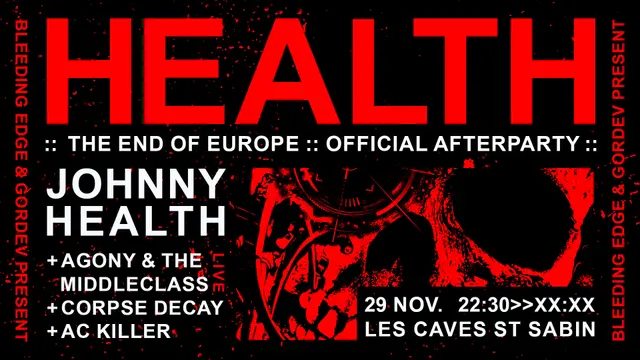 HEALTH
:: THE END OF EUROPE :: OFFICIAL AFTERPARTY ::
BLEEDING EDGE & GORDEV PRESENT
JOHNNY
HEALTH
+AGONY & THE
MIDDLECLASS
LIVE
+CORPSE DECAY
+AC KILLER
29 NOV. 22:30>>XX:XX
LES CAVES ST SABIN
BLEEDING EDGE & GORDEV PRESENT